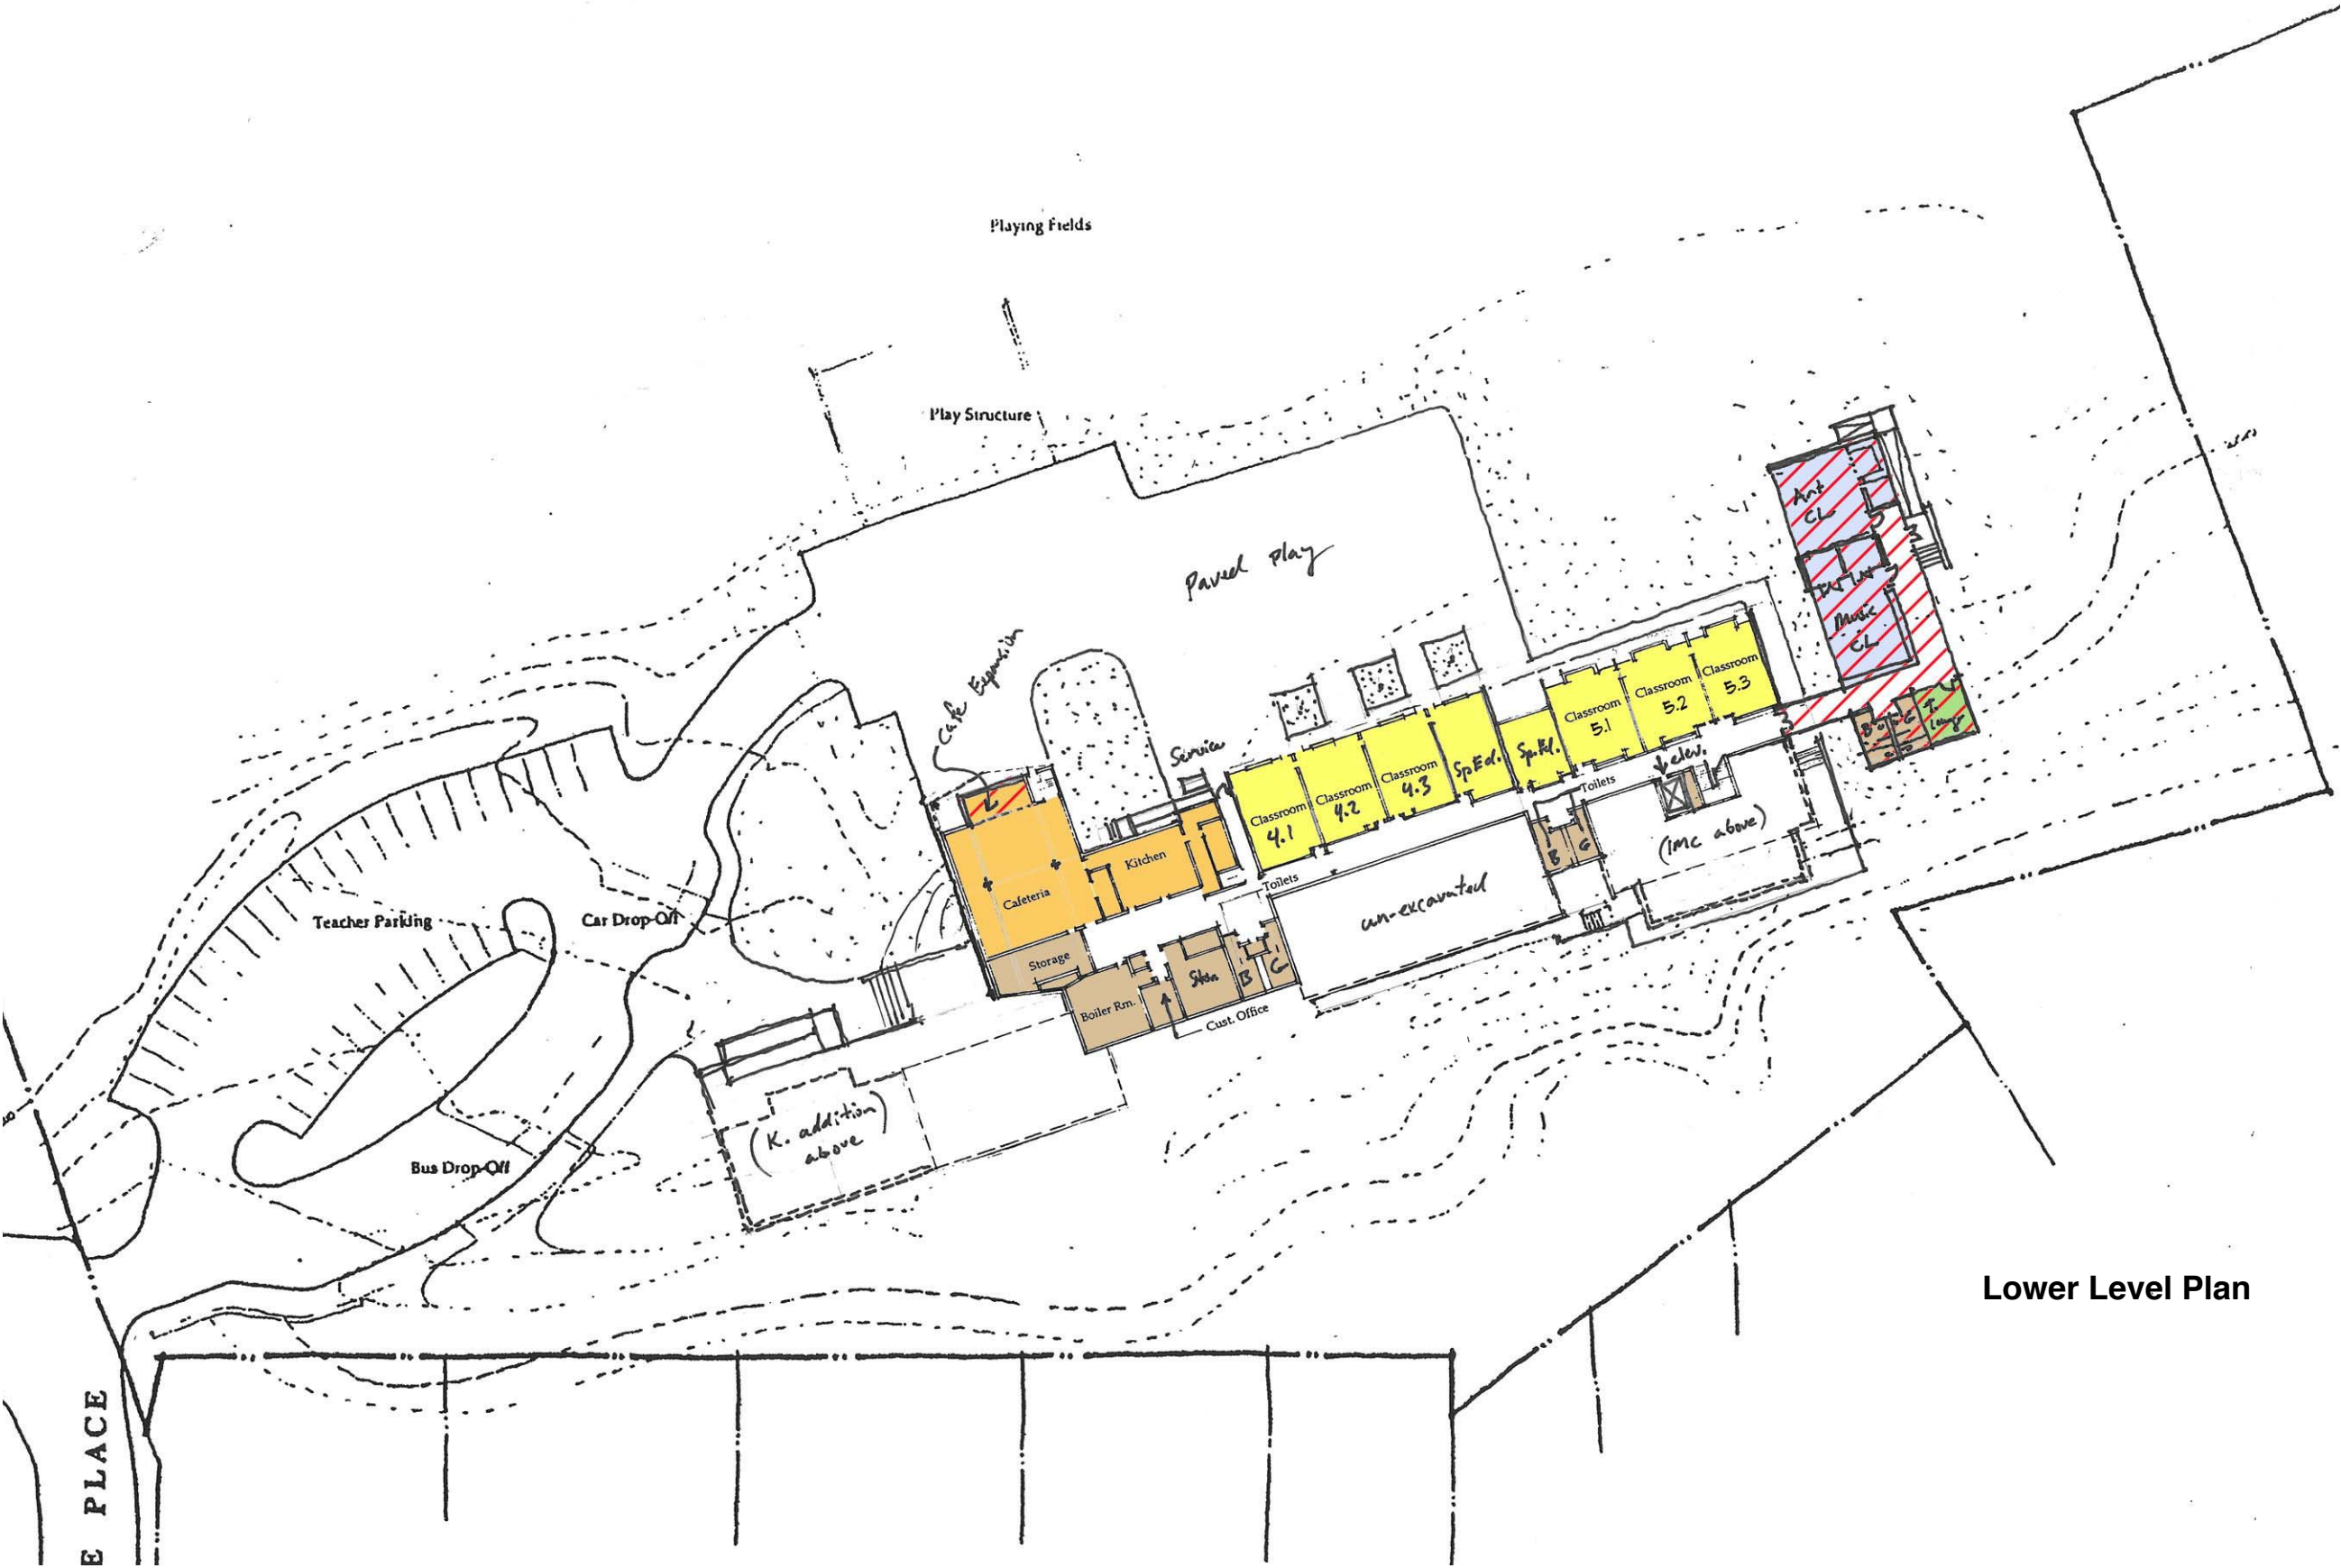 Playing Fields
Play Structure
Paved play
Cafe Expansion
Service
Art
CL
Music
CL
B
G
T.
Loung
Classroom
4.1
Classroom
4.2
Classroom
4.3
Sp.Ed.
Sp.Ed.
Classroom
5.1
Classroom
5.2
Classroom
5.3
elev.
Toilets
B
G
(IMC above)
Kitchen
Cafeteria
Toilets
un-excavated
Storage
Boiler Rm.
Stor.
B
G
Cust. Office
Teacher Parking
Car Drop-Off
Bus Drop-Off
(K. addition)
above
Lower Level Plan
E PLACE